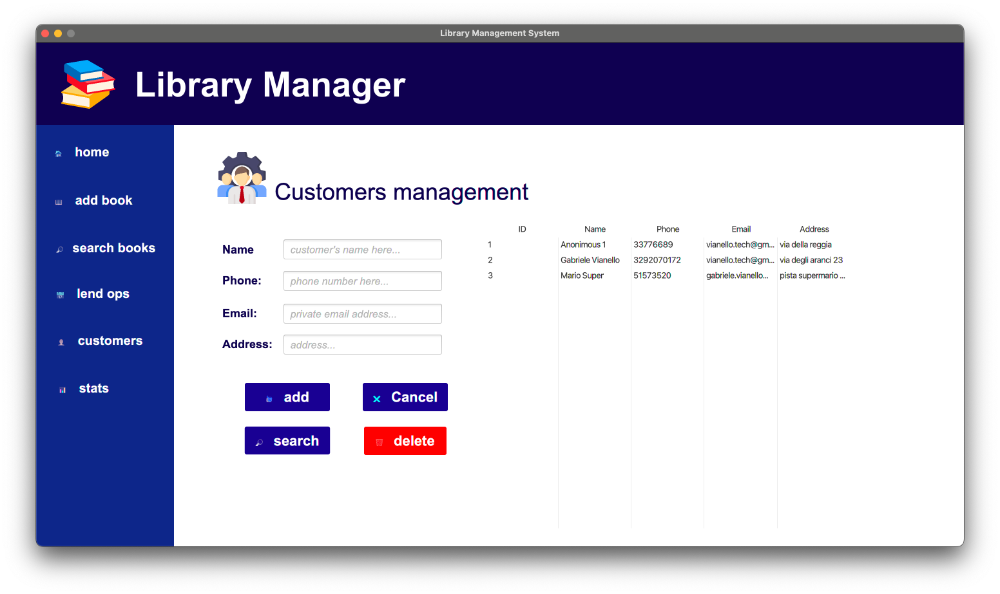 Library Management System
Library Manager
home
add book
search books
lend ops
customers
stats
Customers management
Name customer's name here...
Phone: phone number here...
Email: private email address...
Address: address...
add Cancel
search delete
ID Name Phone Email Address
1 Anonimous 1 33776689 vianello.tech@gm... via della reggia
2 Gabriele Vianello 3292070172 vianello.tech@gm... via degli aranci 23
3 Mario Super 51573520 gabriele.vianello... pista supermario ...